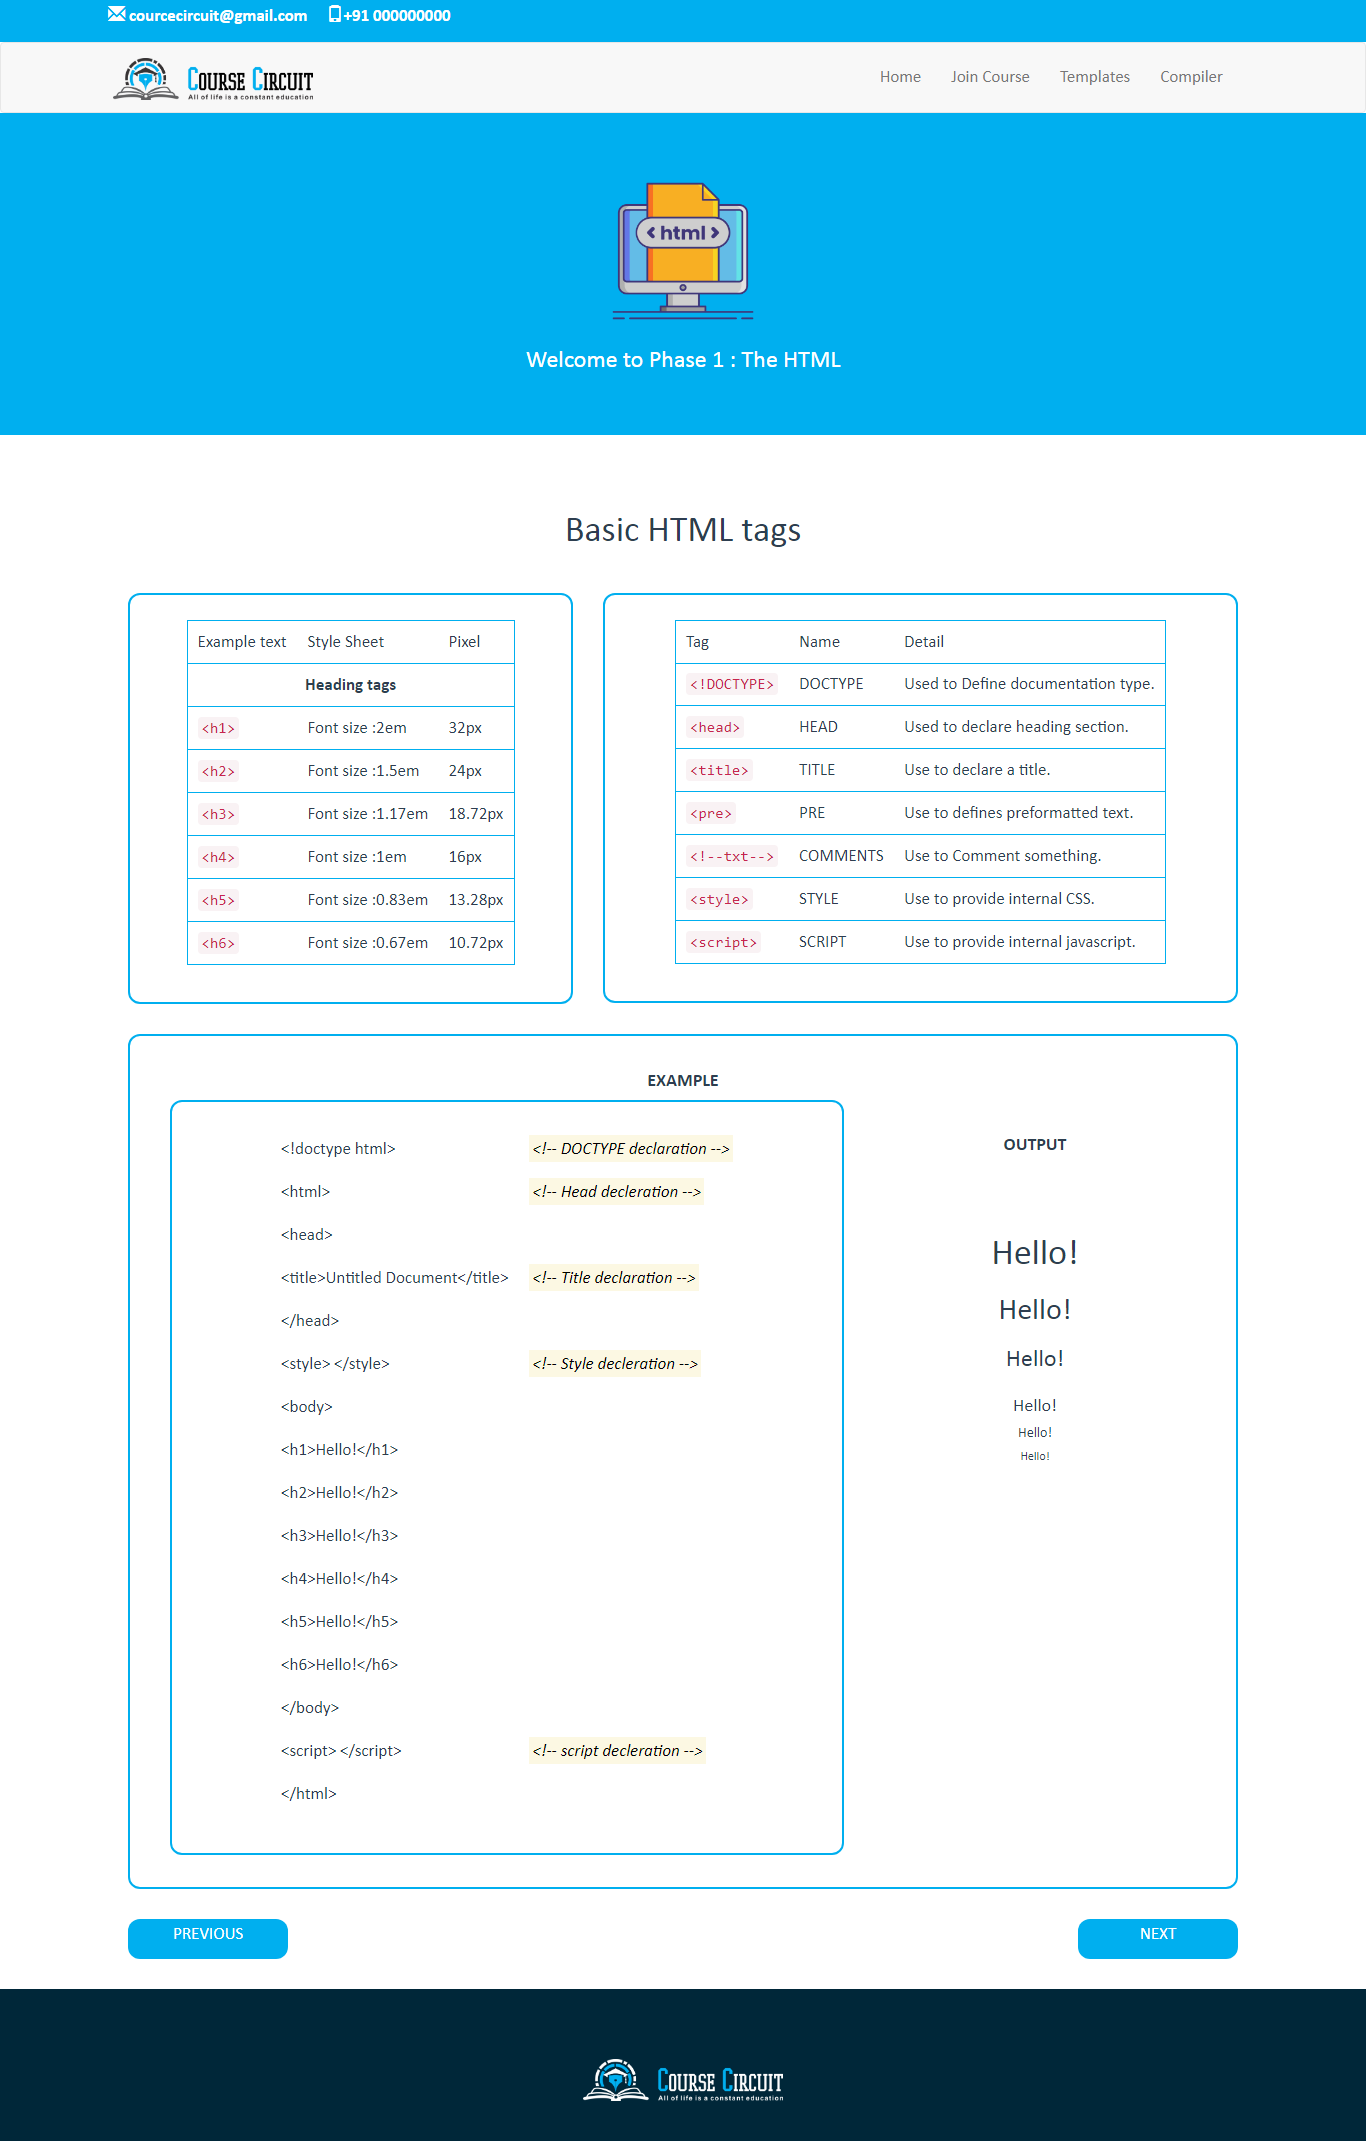 courcecircuit@gmail.com +91 000000000
COURSE CIRCUIT
All of life is a constant education
Home Join Course Templates Compiler
< html >
Welcome to Phase 1 : The HTML
Basic HTML tags
Example text Style Sheet Pixel
Heading tags
<h1> Font size :2em 32px
<h2> Font size :1.5em 24px
<h3> Font size :1.17em 18.72px
<h4> Font size :1em 16px
<h5> Font size :0.83em 13.28px
<h6> Font size :0.67em 10.72px
Tag Name Detail
<!DOCTYPE> DOCTYPE Used to Define documentation type.
<head> HEAD Used to declare heading section.
<title> TITLE Use to declare a title.
<pre> PRE Use to defines preformatted text.
<!--txt--> COMMENTS Use to Comment something.
<style> STYLE Use to provide internal CSS.
<script> SCRIPT Use to provide internal javascript.
EXAMPLE
<!doctype html> <!-- DOCTYPE declaration -->
<html> <!-- Head decleration -->
<head>
<title>Untitled Document</title> <!-- Title declaration -->
</head>
<style> </style> <!-- Style decleration -->
<body>
<h1>Hello!</h1>
<h2>Hello!</h2>
<h3>Hello!</h3>
<h4>Hello!</h4>
<h5>Hello!</h5>
<h6>Hello!</h6>
</body>
<script> </script> <!-- script decleration -->
</html>
OUTPUT
Hello!
Hello!
Hello!
Hello!
Hello!
Hello!
PREVIOUS NEXT
COURSE CIRCUIT
All of life is a constant education